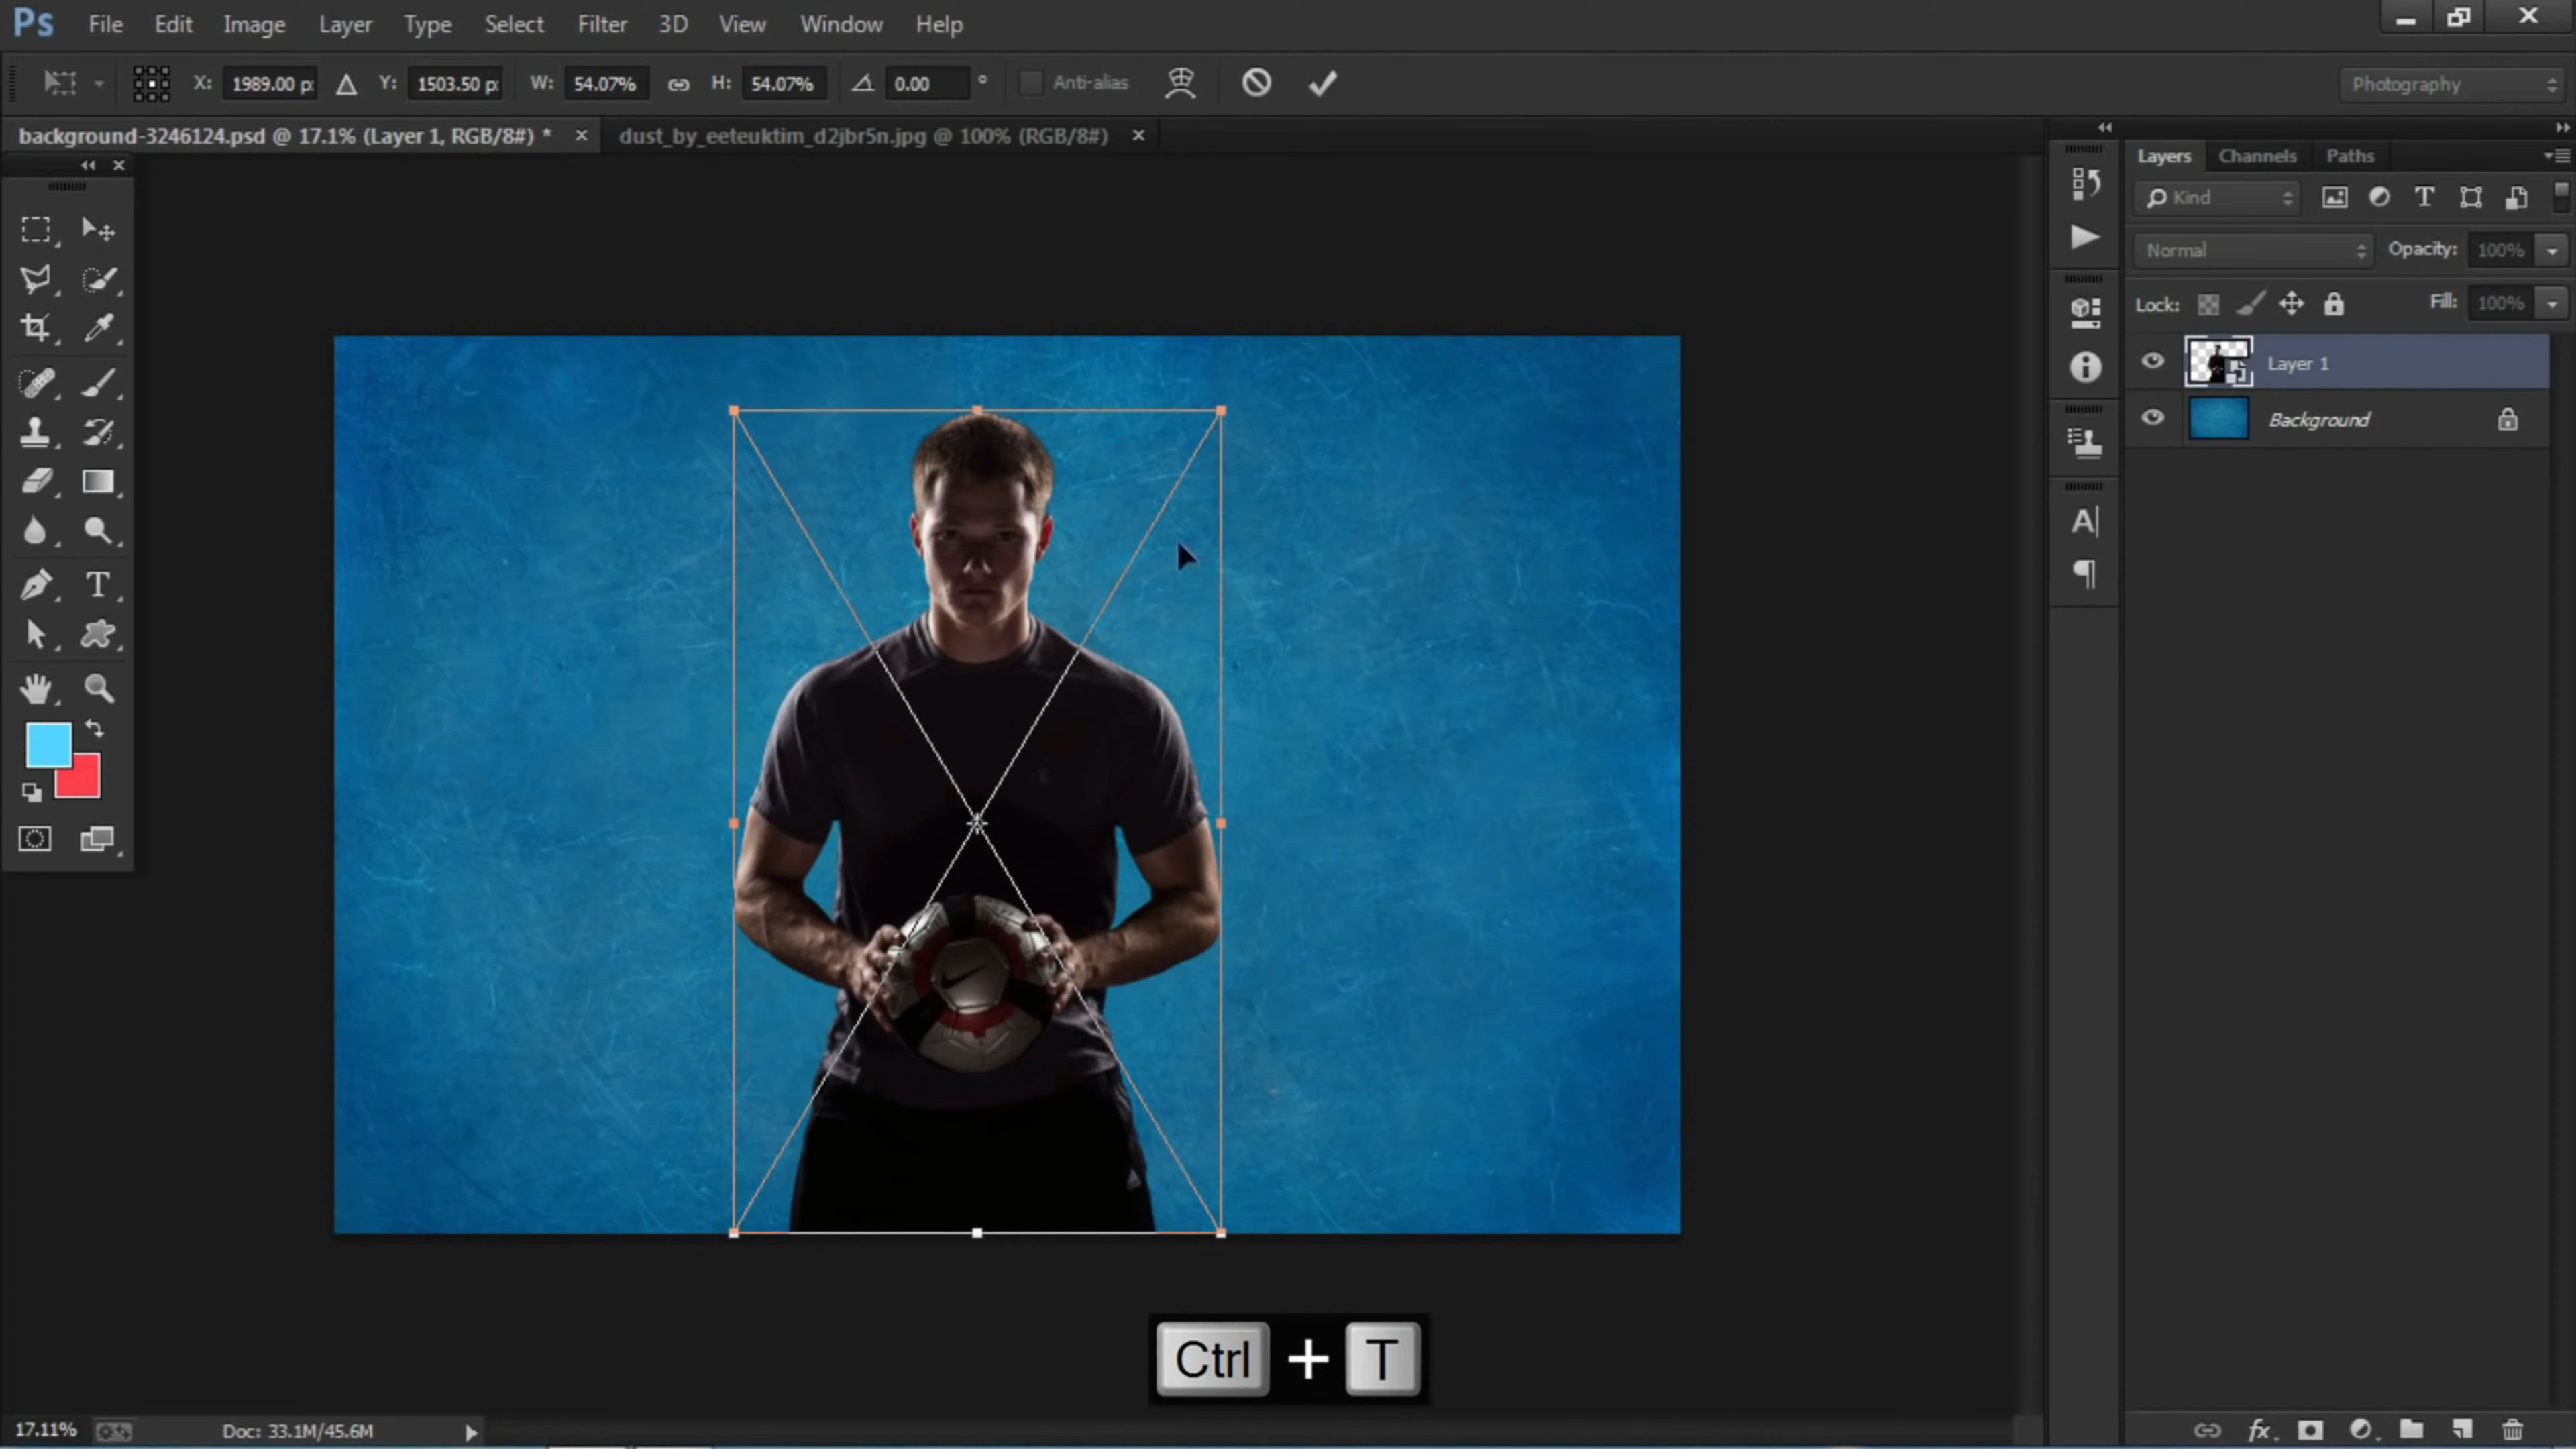 Ps File Edit Image Layer Type Select Filter 3D View Window Help
X: 1989.00 p Y: 1503.50 p W: 54.07% H: 54.07% 0.00 ° Anti-alias Photography
background-3246124.psd @ 17.1% (Layer 1, RGB/8#) * dust_by_eeteuktim_d2jbr5n.jpg @ 100% (RGB/8#)
Layers Channels Paths
Kind
Normal Opacity: 100%
Lock: Fill: 100%
Layer 1
Background
Ctrl + T
17.11% Doc: 33.1M/45.6M